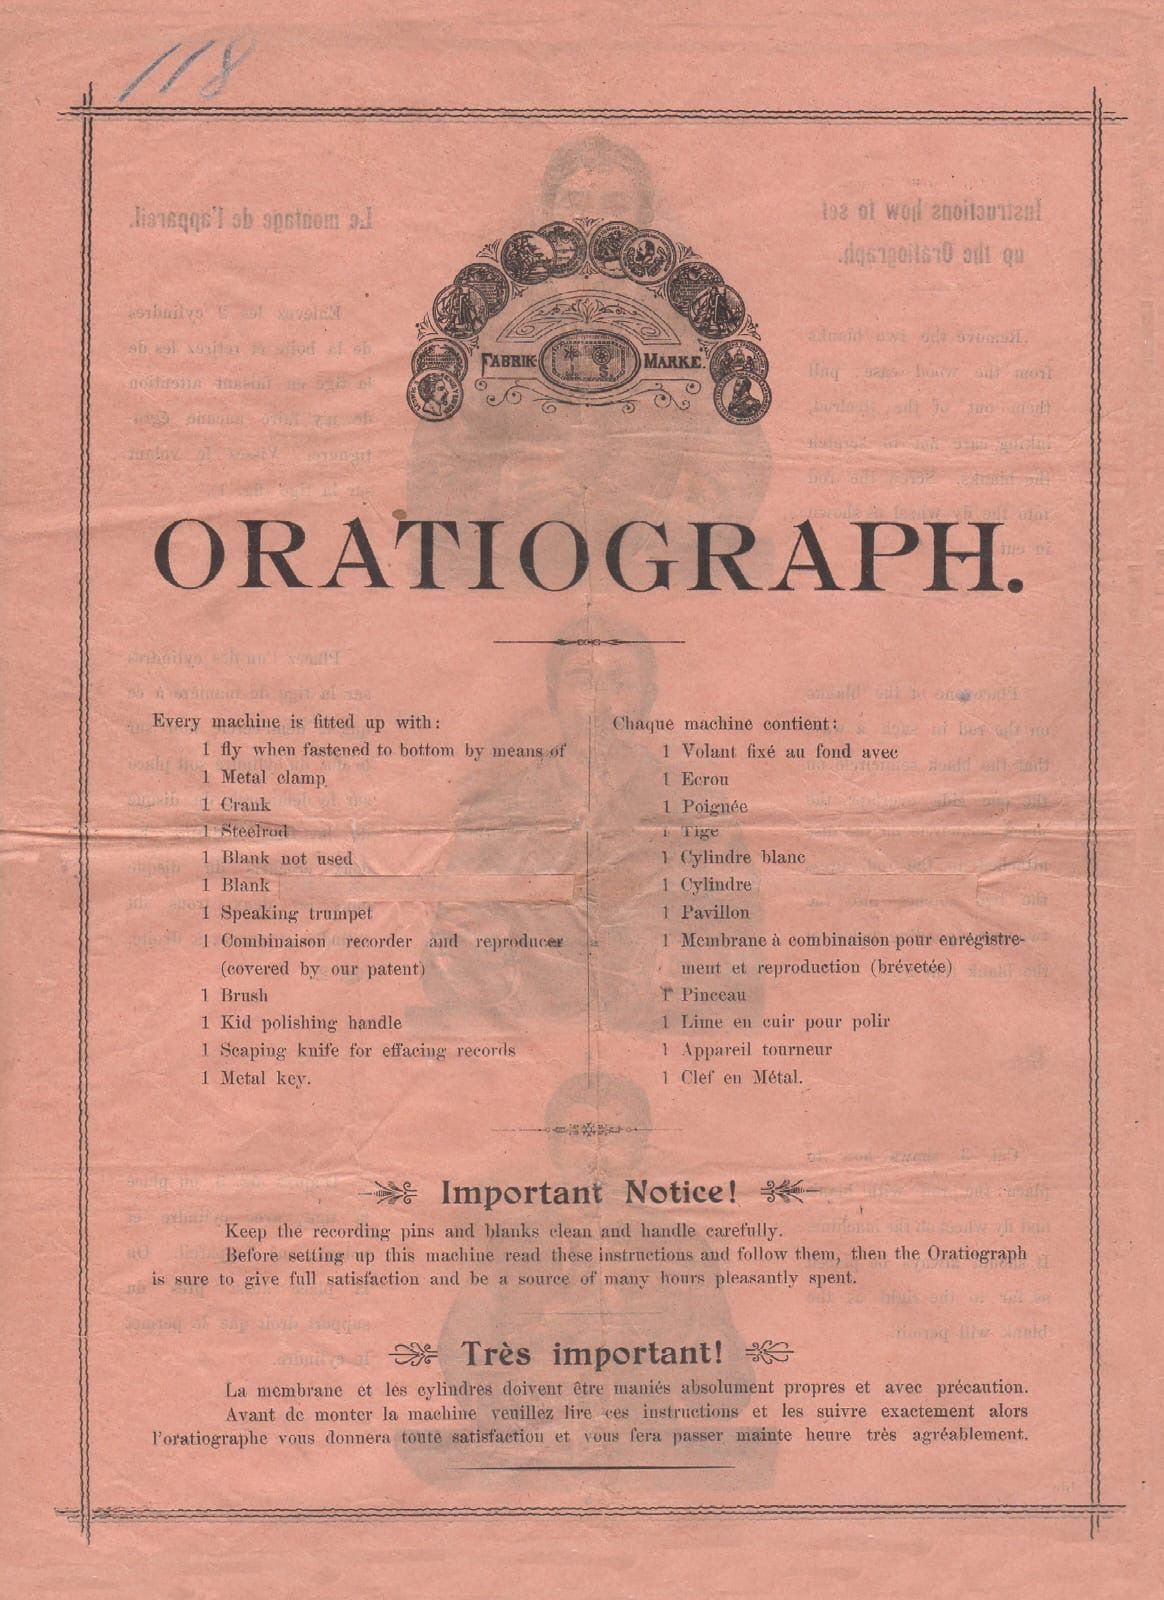 118
FABRIK- MARKE.
ORATIOGRAPH.
Every machine is fitted up with:
1 fly when fastened to bottom by means of
1 Metal clamp
1 Crank
1 Steelrod
1 Blank not used
1 Blank
1 Speaking trumpet
1 Combinaison recorder and reproducer
(covered by our patent)
1 Brush
1 Kid polishing handle
1 Scaping knife for effacing records
1 Metal key.
Chaque machine contient:
1 Volant fixé au fond avec
1 Ecrou
1 Poignée
1 Tige
1 Cylindre blanc
1 Cylindre
1 Pavillon
1 Membrane à combinaison pour enrégistre-
ment et reproduction (brévetée)
1 Pinceau
1 Lime en cuir pour polir
1 Appareil tourneur
1 Clef en Métal.
Important Notice!
Keep the recording pins and blanks clean and handle carefully.
Before setting up this machine read these instructions and follow them, then the Oratiograph
is sure to give full satisfaction and be a source of many hours pleasantly spent.
Très important!
La membrane et les cylindres doivent être maniés absolument propres et avec précaution.
Avant de monter la machine veuillez lire ces instructions et les suivre exactement alors
l'oratiographe vous donnera toute satisfaction et vous fera passer mainte heure très agréablement.